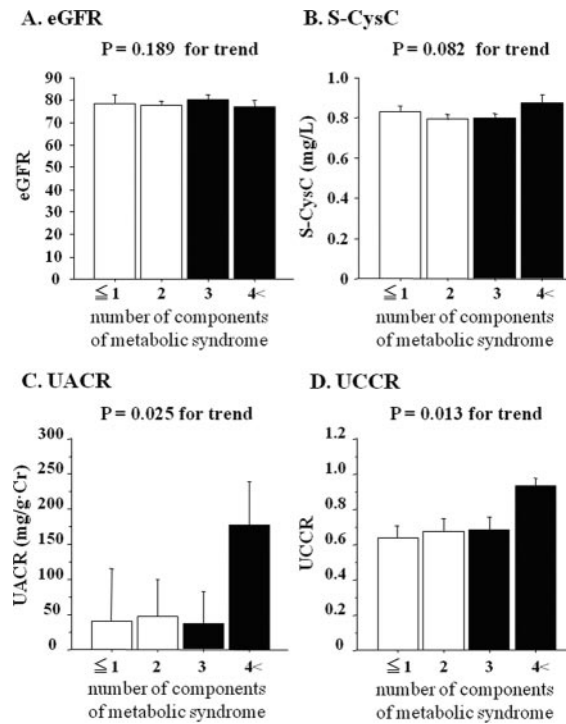 A. eGFR
P = 0.189 for trend
90
80
70
60
50
40
30
20
10
0
eGFR
≦ 1 2 3 4<
number of components
of metabolic syndrome
B. S-CysC
P = 0.082 for trend
1.0
0.8
0.6
0.4
0.2
0
S-CysC (mg/L)
≦ 1 2 3 4<
number of components
of metabolic syndrome
C. UACR
P = 0.025 for trend
300
250
200
150
100
50
0
UACR (mg/g·Cr)
≦ 1 2 3 4<
number of components
of metabolic syndrome
D. UCCR
P = 0.013 for trend
1.2
1.0
0.8
0.6
0.4
0.2
0
UCCR
≦ 1 2 3 4<
number of components
of metabolic syndrome